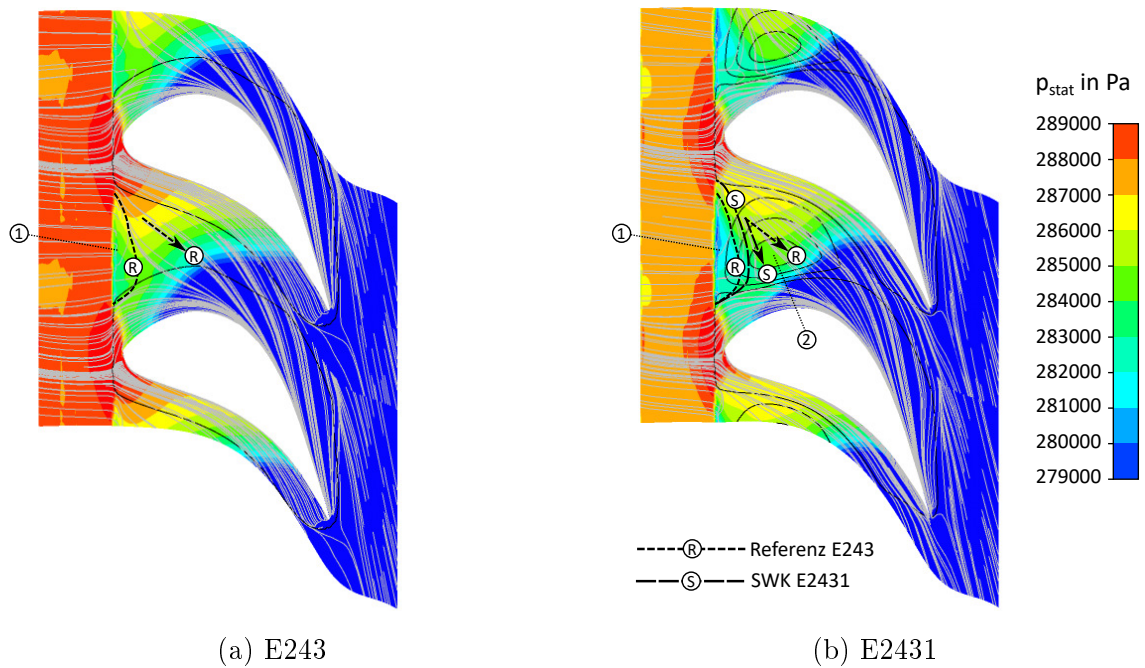 ①
R
R
(a) E243
①
S
R
R
S
②
R Referenz E243
S SWK E2431
(b) E2431
pstat in Pa
289000
288000
287000
286000
285000
284000
283000
282000
281000
280000
279000